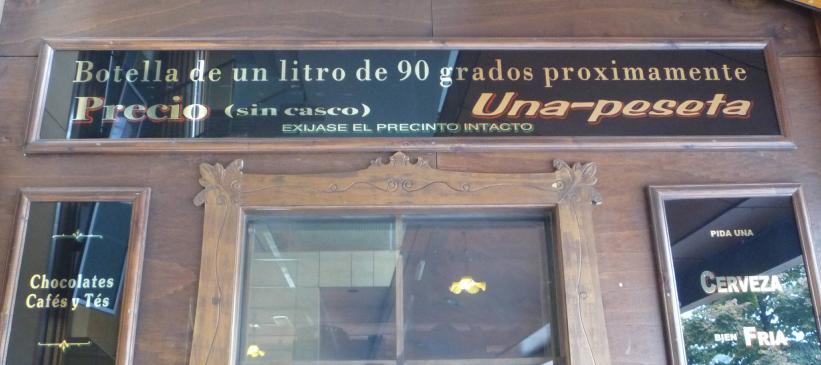 Botella de un litro de 90 grados proximamente
Precio (sin casco) Una-peseta
EXIJASE EL PRECINTO INTACTO
Chocolates
Cafés y Tés
PIDA UNA
CERVEZA
BIEN FRIA